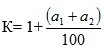 К= 1+ (a₁ + a₂) / 100